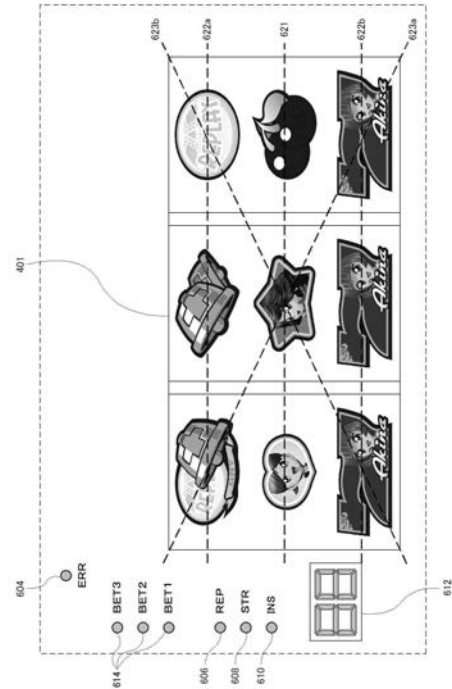 623b
622a
621
622b
623a
401
REPLAY
Akina
Akina
Akina
604
ERR
614
BET3
BET2
BET1
606
REP
608
STR
610
INS
612